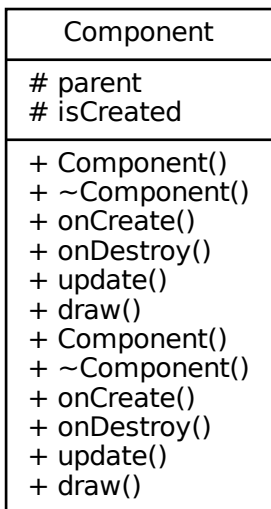 Component
# parent
# isCreated
+ Component()
+ ~Component()
+ onCreate()
+ onDestroy()
+ update()
+ draw()
+ Component()
+ ~Component()
+ onCreate()
+ onDestroy()
+ update()
+ draw()